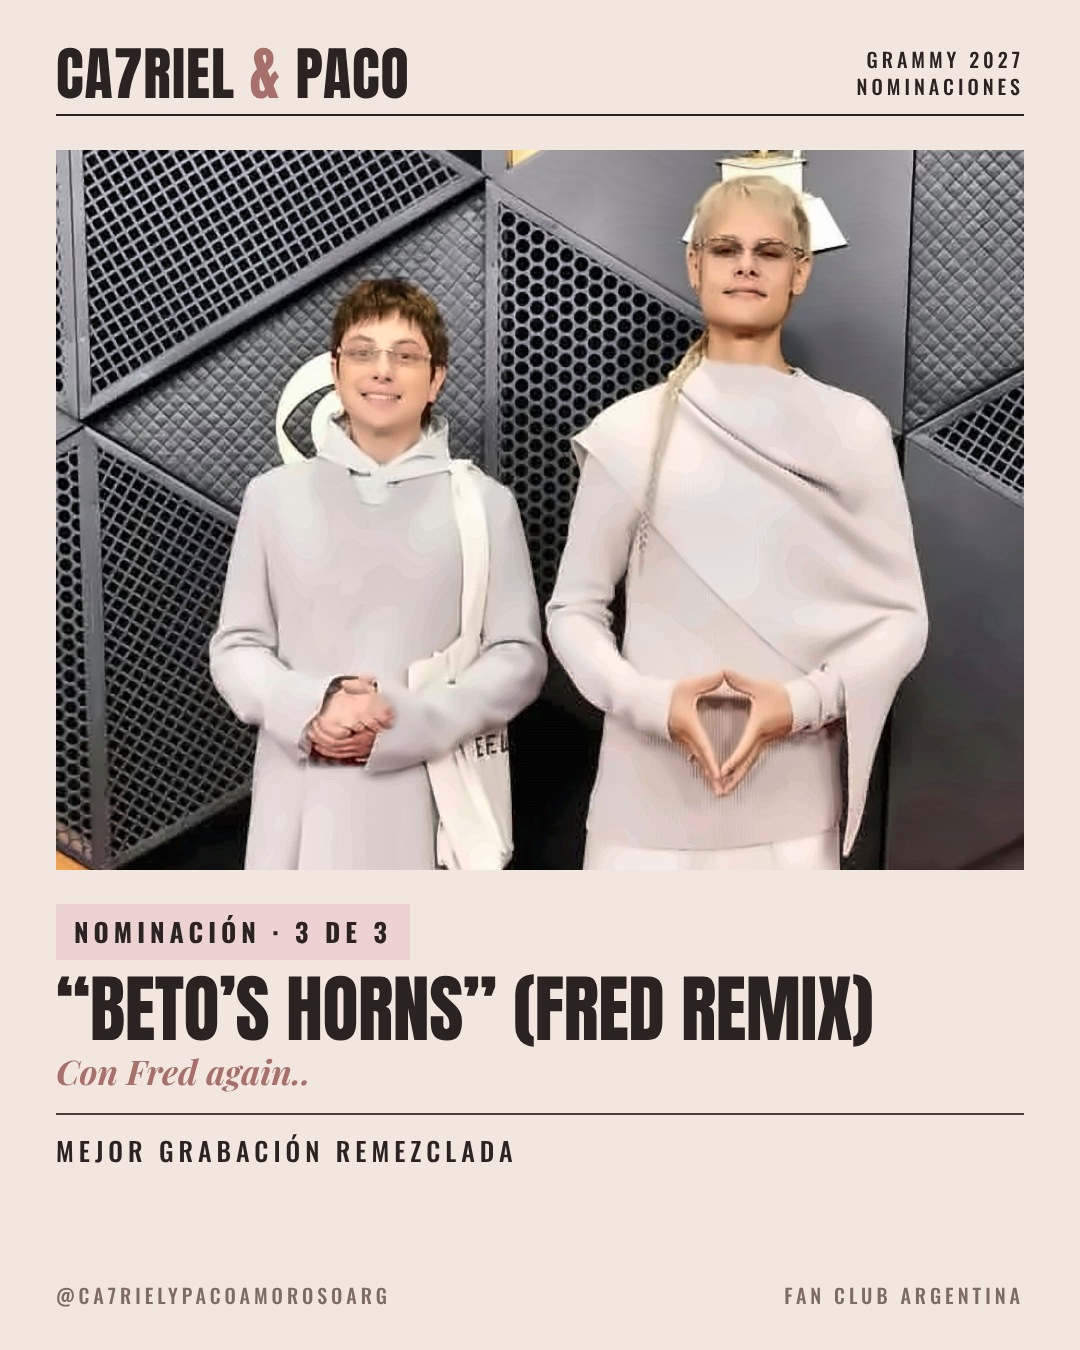 CA7RIEL & PACO
GRAMMY 2027
NOMINACIONES
EEL
NOMINACIÓN · 3 DE 3
“BETO’S HORNS” (FRED REMIX)
Con Fred again..
MEJOR GRABACIÓN REMEZCLADA
@CA7RIELYPACOAMOROSOARG
FAN CLUB ARGENTINA